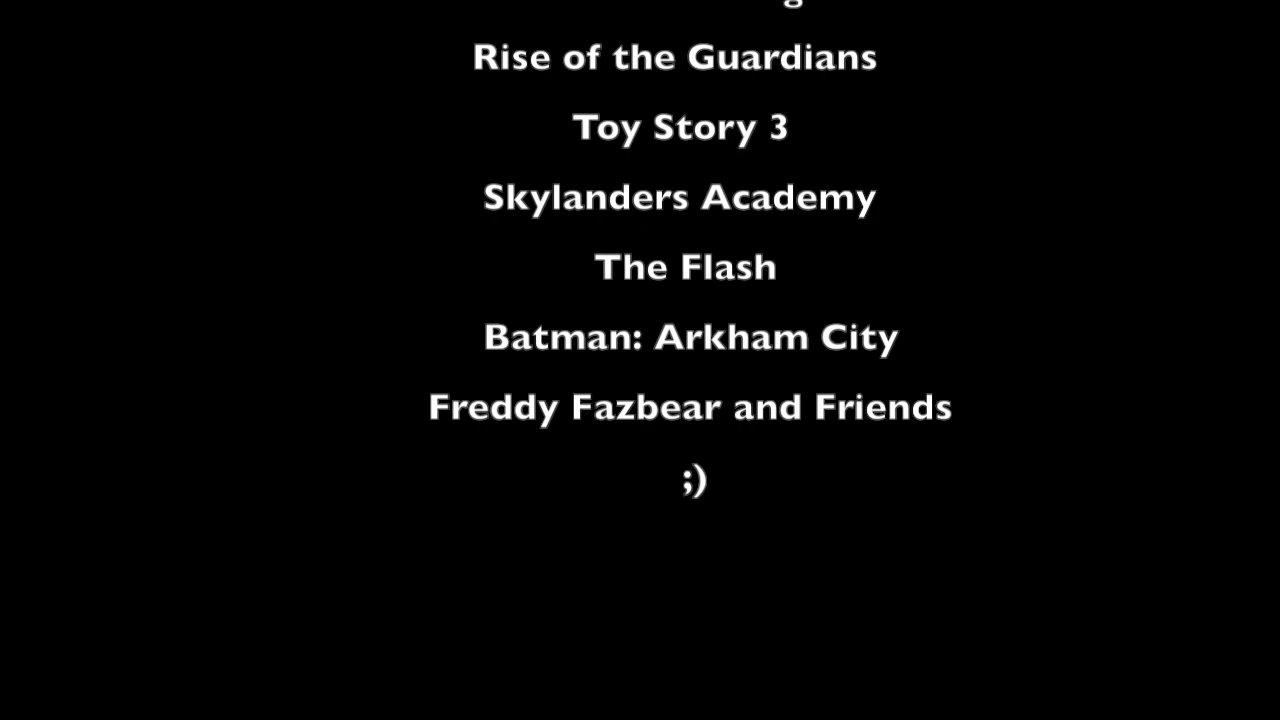 Rise of the Guardians
Toy Story 3
Skylanders Academy
The Flash
Batman: Arkham City
Freddy Fazbear and Friends
;)